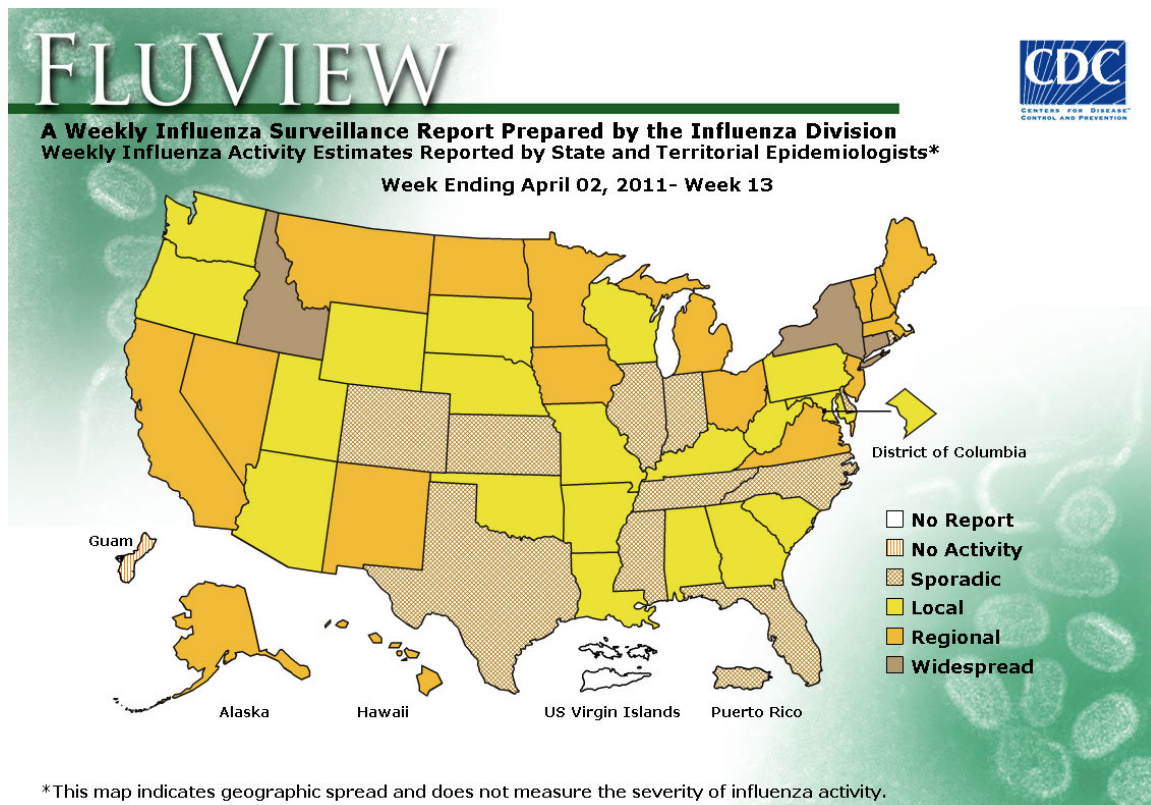 FLUVIEW
CDC
CENTERS FOR DISEASE™
CONTROL AND PREVENTION
A Weekly Influenza Surveillance Report Prepared by the Influenza Division
Weekly Influenza Activity Estimates Reported by State and Territorial Epidemiologists*
Week Ending April 02, 2011- Week 13
District of Columbia
No Report
Guam
No Activity
Sporadic
Local
Regional
Widespread
Alaska
Hawaii
US Virgin Islands
Puerto Rico
*This map indicates geographic spread and does not measure the severity of influenza activity.